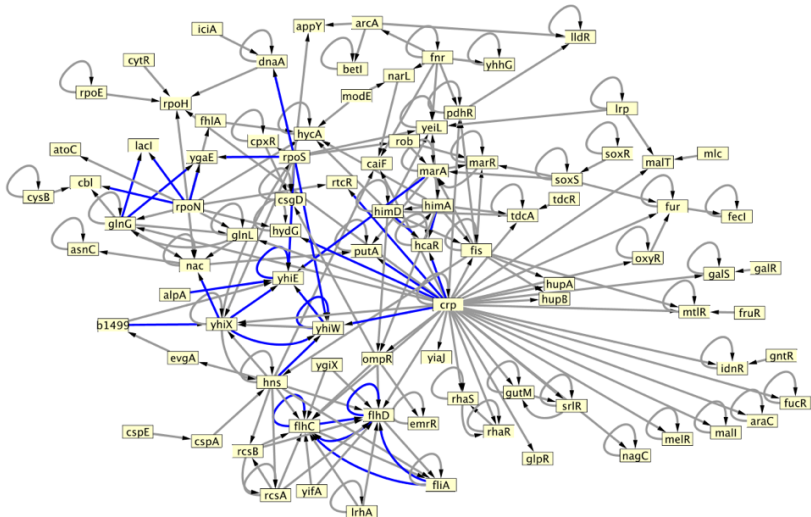 iciA
appY
arcA
lldR
cytR
dnaA
betI
fnr
yhhG
rpoE
rpoH
modE
narL
pdhR
lrp
fhlA
hycA
yeiL
atoC
lacI
cpxR
rob
soxR
malT
mlc
ygaE
rpoS
caiF
marA
marR
cysB
cbl
rtcR
soxS
rpoN
csgD
himD
himA
tdcR
tdcA
fur
fecI
glnG
glnL
hydG
asnC
nac
putA
hcaR
fis
oxyR
yhiE
galS
galR
alpA
hupA
hupB
crp
b1499
yhiX
yhiW
mtlR
fruR
evgA
ompR
yiaJ
idnR
gntR
hns
ygiX
rhaS
gutM
srlR
fucR
flhC
flhD
emrR
rhaR
araC
cspE
cspA
rcsB
melR
malI
glpR
nagC
rcsA
yifA
fliA
lrhA